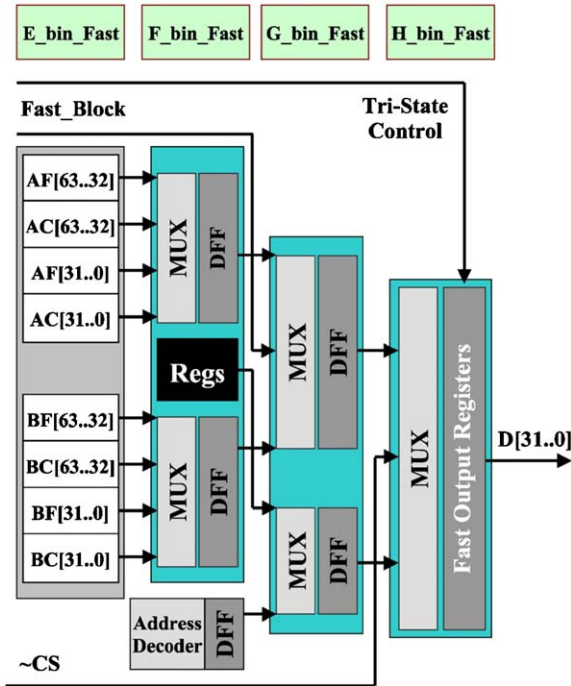 E_bin_Fast
F_bin_Fast
G_bin_Fast
H_bin_Fast
Fast_Block
Tri-State
Control
AF[63..32]
AC[63..32]
AF[31..0]
AC[31..0]
MUX
DFF
Regs
BF[63..32]
BC[63..32]
BF[31..0]
BC[31..0]
MUX
DFF
Address
Decoder
DFF
MUX
DFF
MUX
DFF
MUX
Fast Output Registers
D[31..0]
~CS